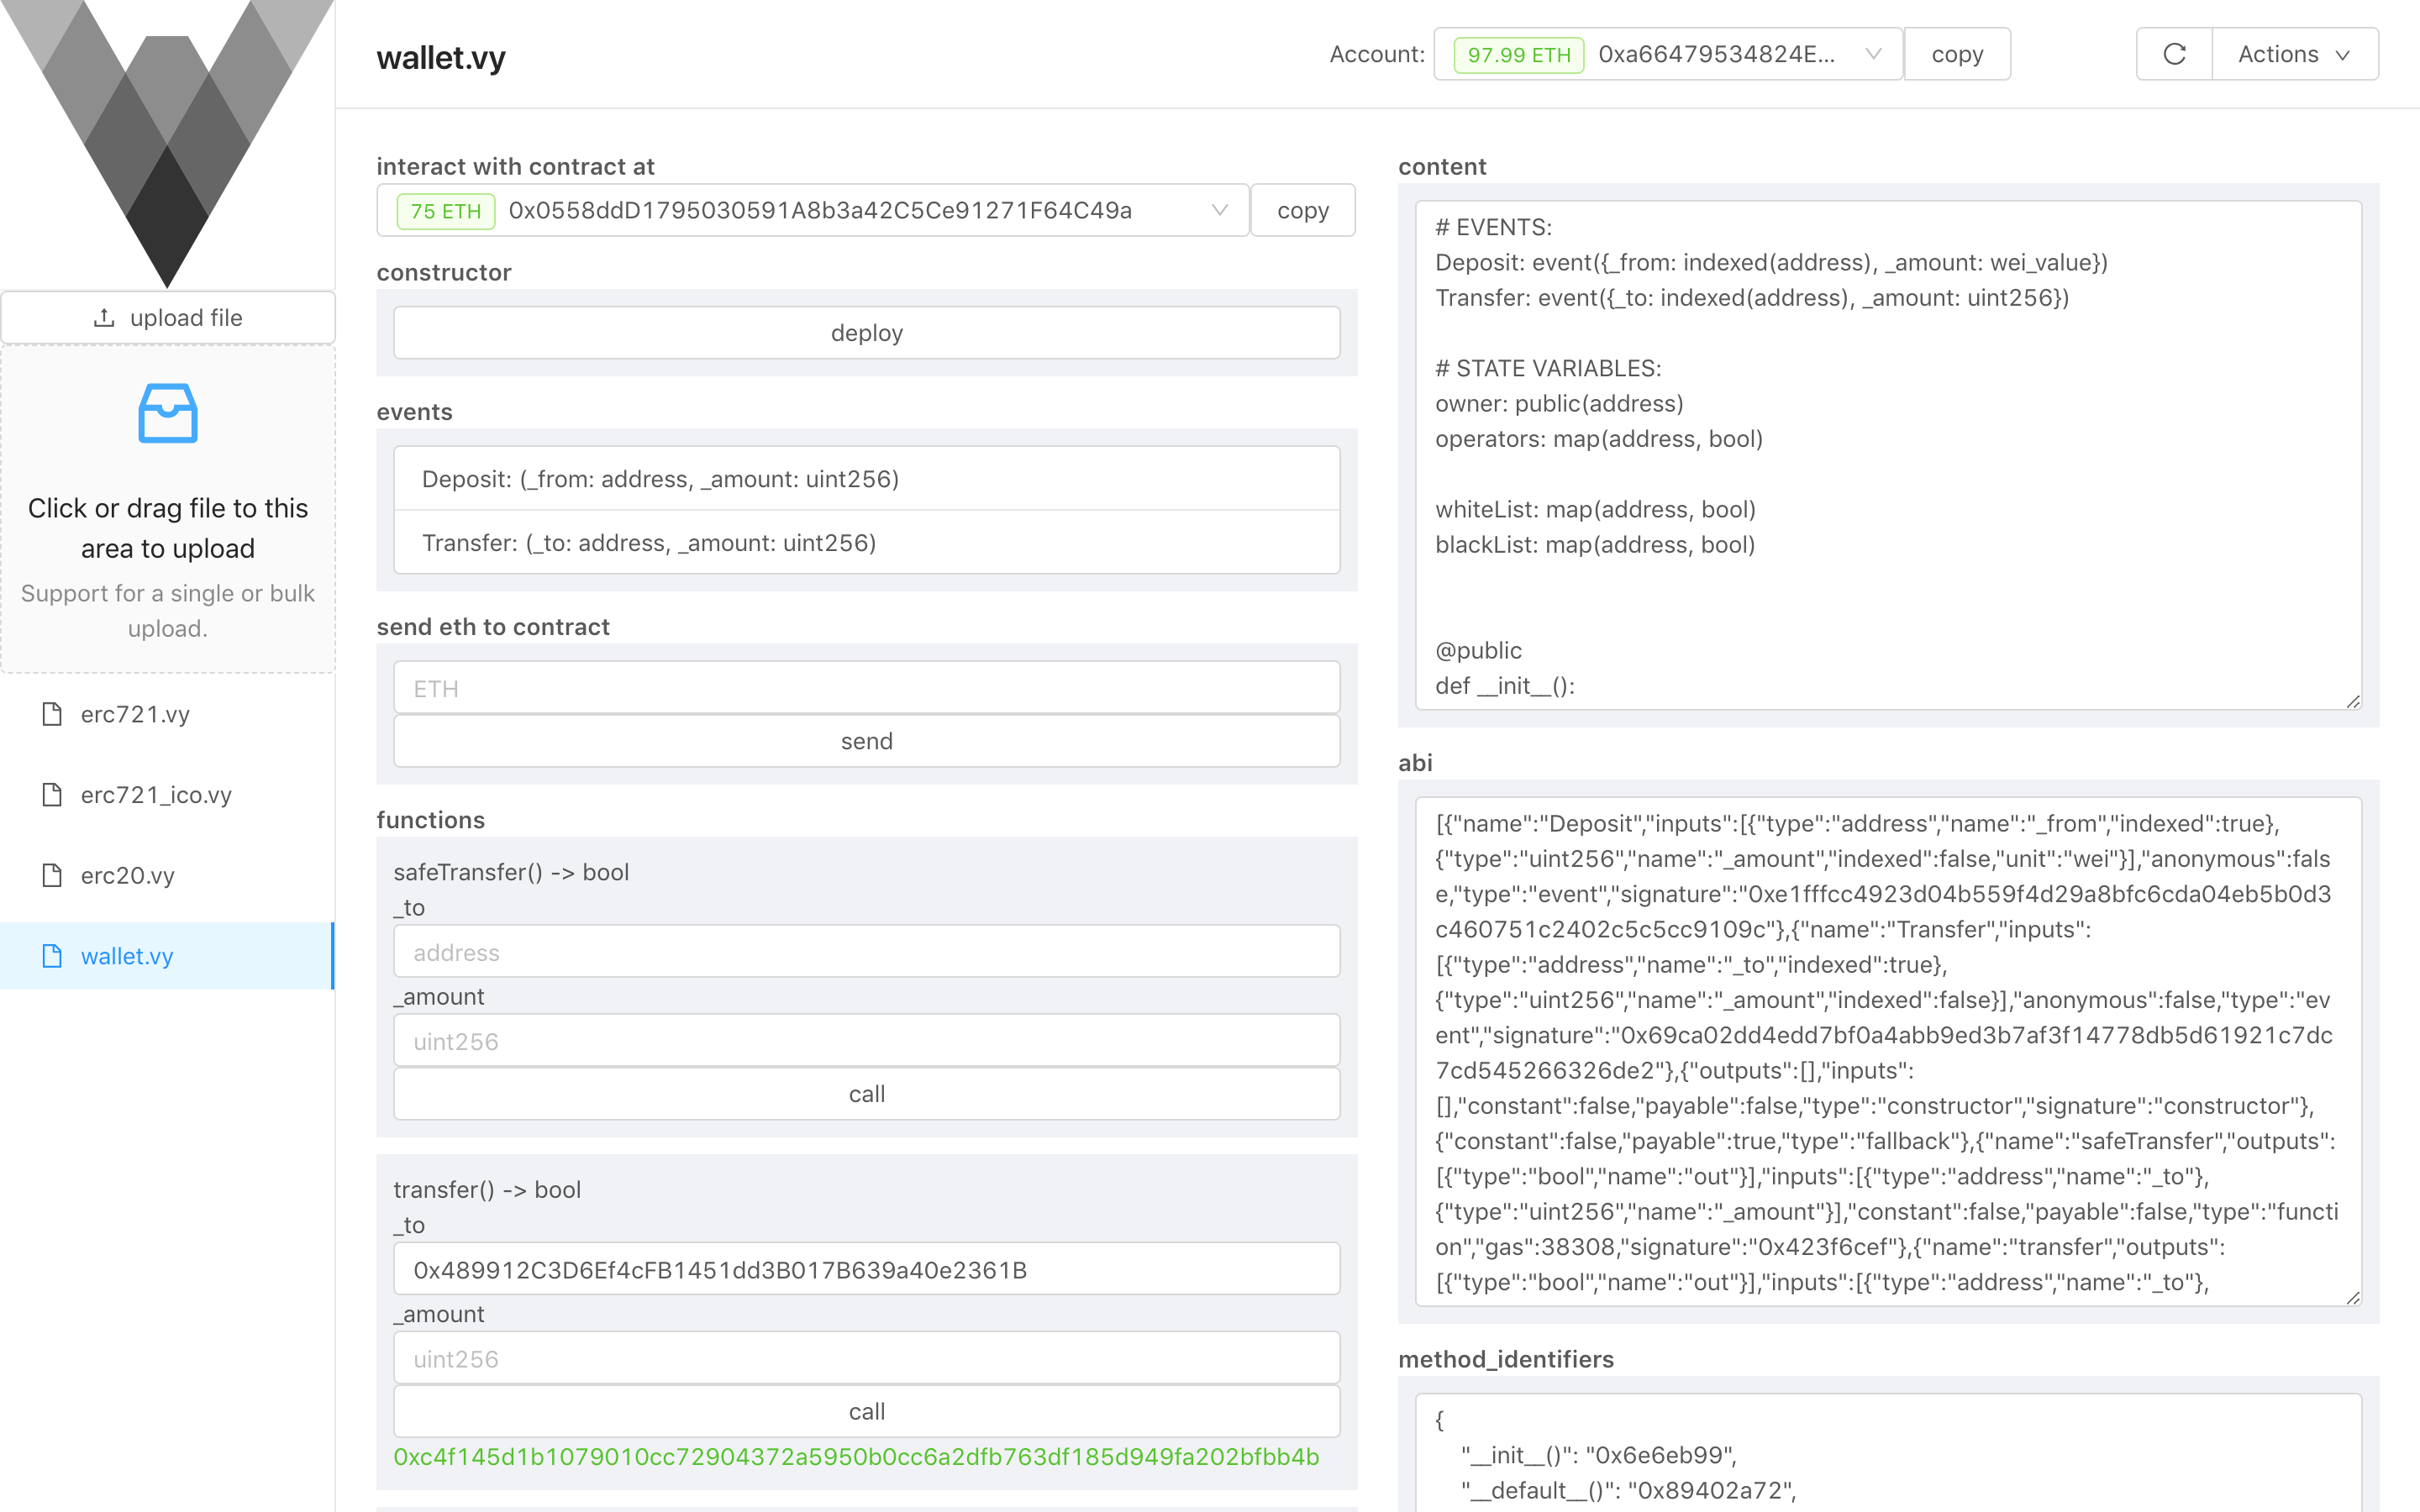 wallet.vy
Account:
97.99 ETH
0xa66479534824E...
copy
Actions
upload file
Click or drag file to this
area to upload
Support for a single or bulk
upload.
erc721.vy
erc721_ico.vy
erc20.vy
wallet.vy
interact with contract at
75 ETH
0x0558ddD1795030591A8b3a42C5Ce91271F64C49a
copy
constructor
deploy
events
Deposit: (_from: address, _amount: uint256)
Transfer: (_to: address, _amount: uint256)
send eth to contract
ETH
send
functions
safeTransfer() -> bool
_to
address
_amount
uint256
call
transfer() -> bool
_to
0x489912C3D6Ef4cFB1451dd3B017B639a40e2361B
_amount
uint256
call
0xc4f145d1b1079010cc72904372a5950b0cc6a2dfb763df185d949fa202bfbb4b
content
# EVENTS:
Deposit: event({_from: indexed(address), _amount: wei_value})
Transfer: event({_to: indexed(address), _amount: uint256})
# STATE VARIABLES:
owner: public(address)
operators: map(address, bool)
whiteList: map(address, bool)
blackList: map(address, bool)
@public
def __init__():
abi
[{"name":"Deposit","inputs":[{"type":"address","name":"_from","indexed":true},
{"type":"uint256","name":"_amount","indexed":false,"unit":"wei"}],"anonymous":fals
e,"type":"event","signature":"0xe1fffcc4923d04b559f4d29a8bfc6cda04eb5b0d3
c460751c2402c5c5cc9109c"},{"name":"Transfer","inputs":
[{"type":"address","name":"_to","indexed":true},
{"type":"uint256","name":"_amount","indexed":false}],"anonymous":false,"type":"ev
ent","signature":"0x69ca02dd4edd7bf0a4abb9ed3b7af3f14778db5d61921c7dc
7cd545266326de2"},{"outputs":[],"inputs":
[],"constant":false,"payable":false,"type":"constructor","signature":"constructor"},
{"constant":false,"payable":true,"type":"fallback"},{"name":"safeTransfer","outputs":
[{"type":"bool","name":"out"}],"inputs":[{"type":"address","name":"_to"},
{"type":"uint256","name":"_amount"}],"constant":false,"payable":false,"type":"functi
on","gas":38308,"signature":"0x423f6cef"},{"name":"transfer","outputs":
[{"type":"bool","name":"out"}],"inputs":[{"type":"address","name":"_to"},
method_identifiers
{
"__init__()": "0x6e6eb99",
"__default__()": "0x89402a72",